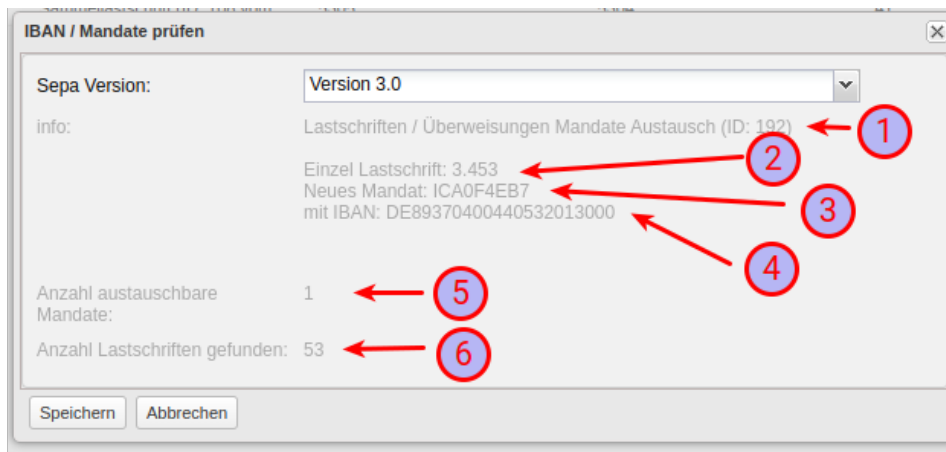 IBAN / Mandate prüfen
Sepa Version: Version 3.0
info: Lastschriften / Überweisungen Mandate Austausch (ID: 192) 1
2
Einzel Lastschrift: 3.453
Neues Mandat: ICA0F4EB7
3
mit IBAN: DE89370400440532013000
4
Anzahl austauschbare 1 5
Mandate:
Anzahl Lastschriften gefunden: 53 6
Speichern Abbrechen